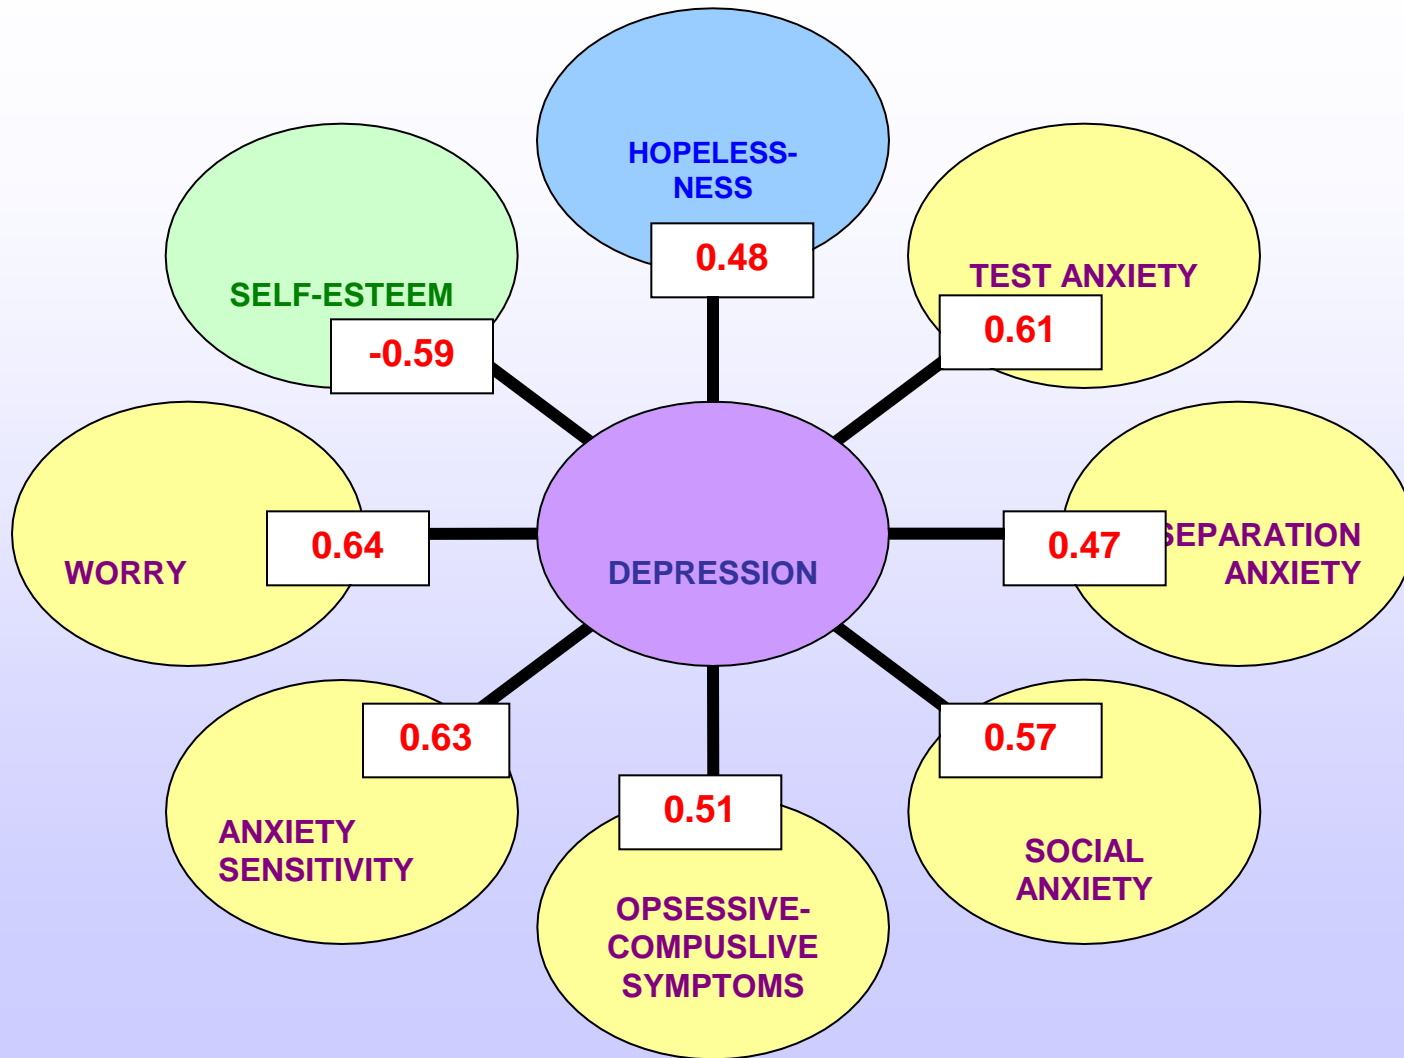 HOPELESS-
NESS
0.48
TEST ANXIETY
0.61
SELF-ESTEEM
-0.59
SEPARATION
ANXIETY
0.47
WORRY
0.64
DEPRESSION
ANXIETY
SENSITIVITY
0.63
0.51
OPSESSIVE-
COMPUSLIVE
SYMPTOMS
0.57
SOCIAL
ANXIETY